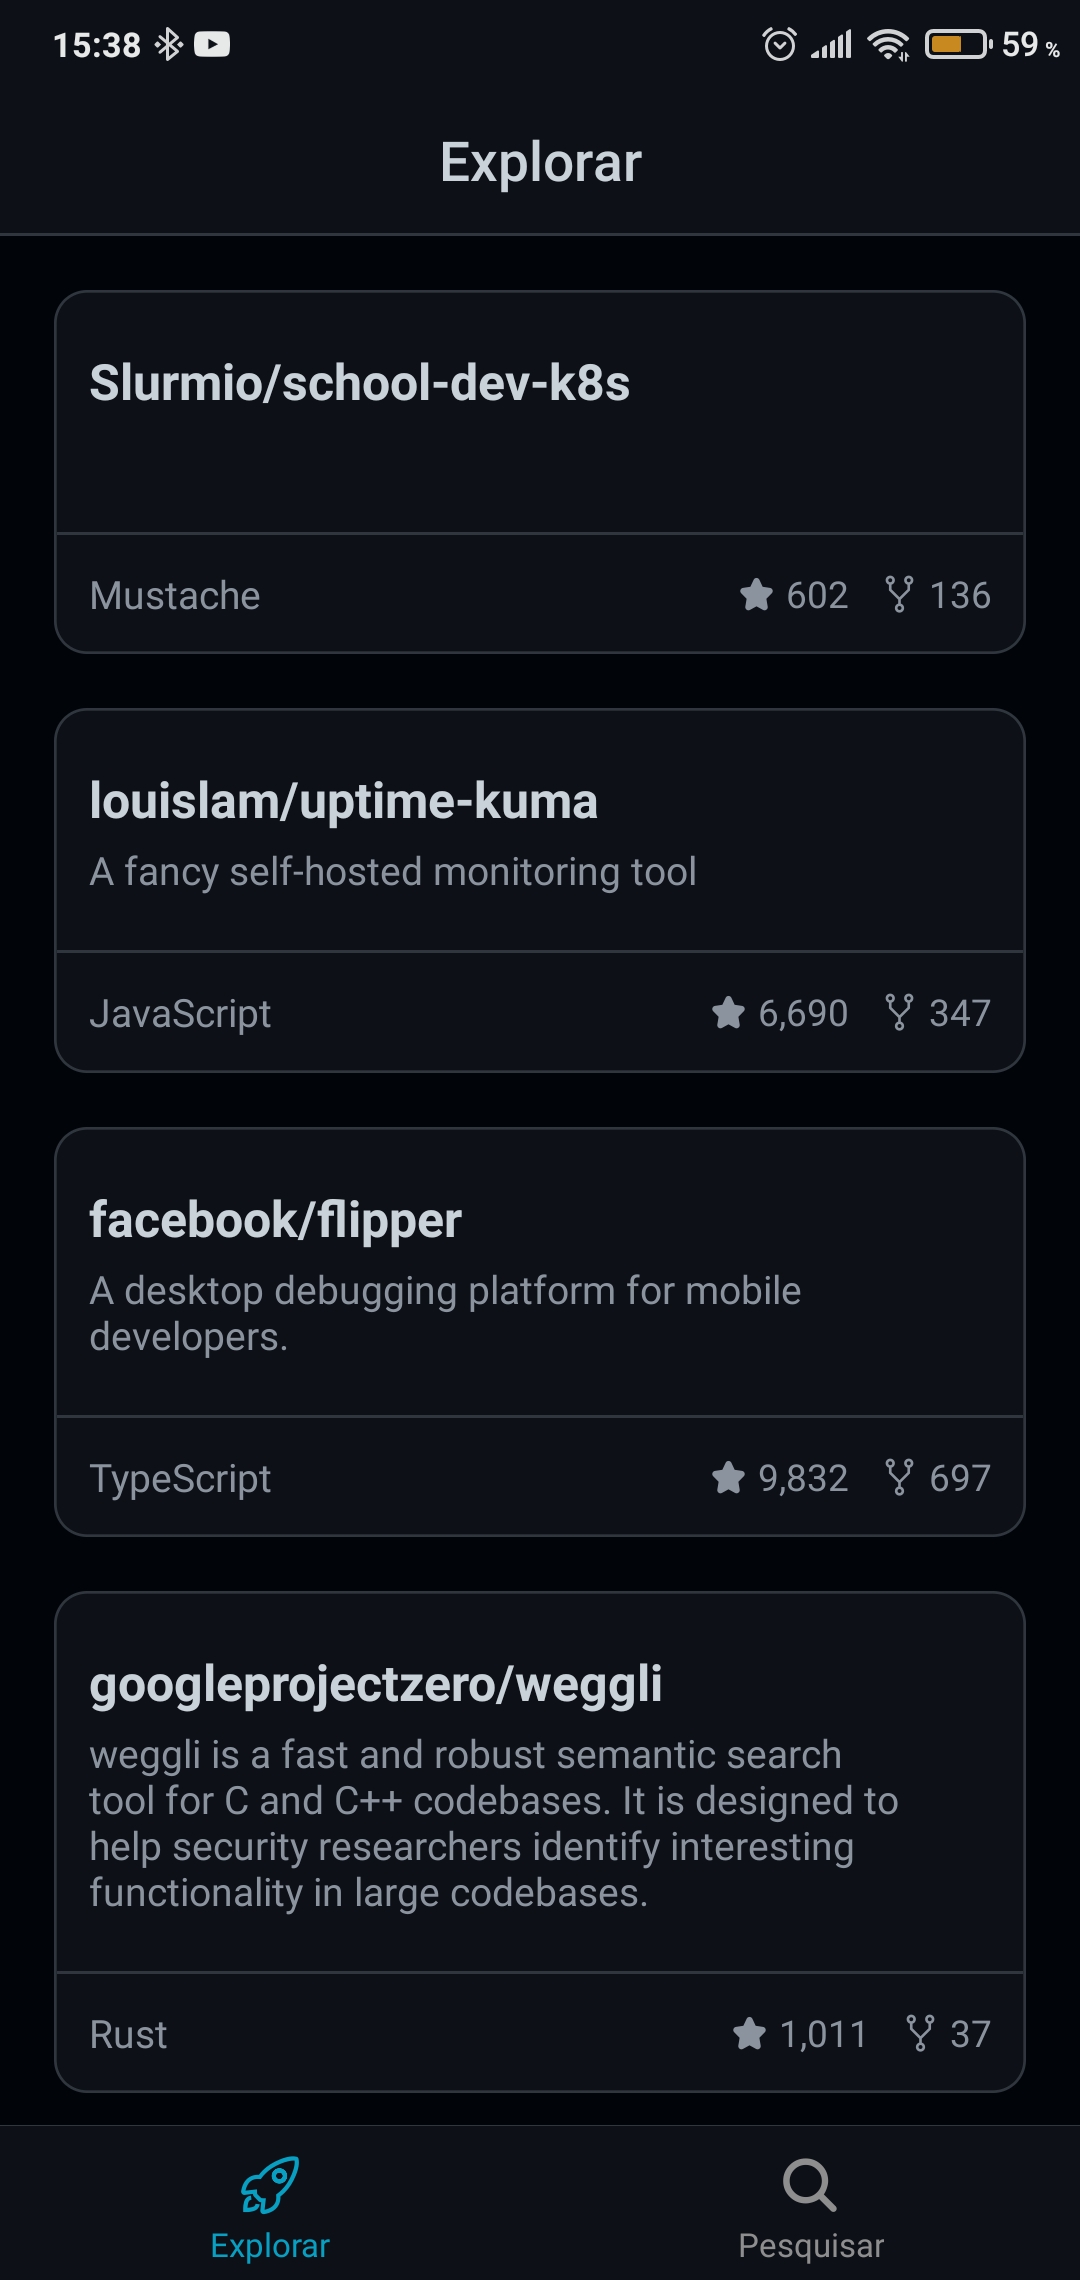 15:38
59 %
Explorar
Slurmio/school-dev-k8s
Mustache 602 136
louislam/uptime-kuma
A fancy self-hosted monitoring tool
JavaScript 6,690 347
facebook/flipper
A desktop debugging platform for mobile
developers.
TypeScript 9,832 697
googleprojectzero/weggli
weggli is a fast and robust semantic search
tool for C and C++ codebases. It is designed to
help security researchers identify interesting
functionality in large codebases.
Rust 1,011 37
Explorar Pesquisar